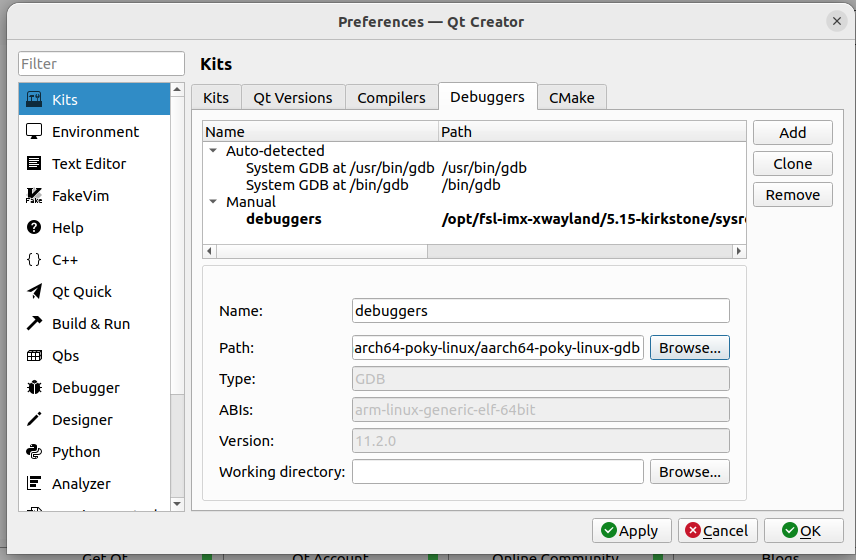 Preferences — Qt Creator
Filter
Kits
Environment
Text Editor
FakeVim
Help
C++
Qt Quick
Build & Run
Qbs
Debugger
Designer
Python
Analyzer
Kits
Kits Qt Versions Compilers Debuggers CMake
Name Path
Auto-detected
System GDB at /usr/bin/gdb /usr/bin/gdb
System GDB at /bin/gdb /bin/gdb
Manual
debuggers /opt/fsl-imx-xwayland/5.15-kirkstone/sysro
Add
Clone
Remove
Name: debuggers
Path: arch64-poky-linux/aarch64-poky-linux-gdb Browse...
Type: GDB
ABIs: arm-linux-generic-elf-64bit
Version: 11.2.0
Working directory: Browse...
Apply Cancel OK
Get Qt Qt Account Online Community Blogs